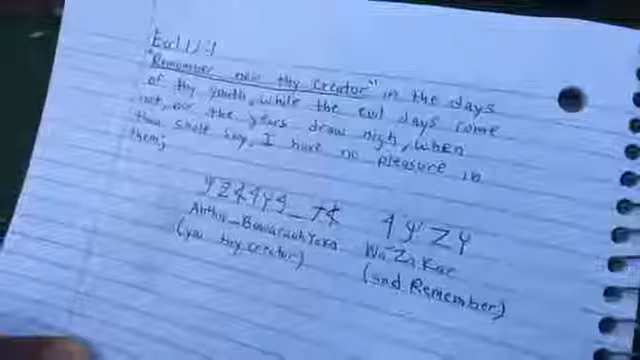 Eccl 12:1
"Remember now thy Creator" in the days
of thy youth, while the evil days come
not, nor the years draw nigh, when
thou shalt say, I have no pleasure in
them;
(you thy creator)
Wa-Zakar
(and Remember)